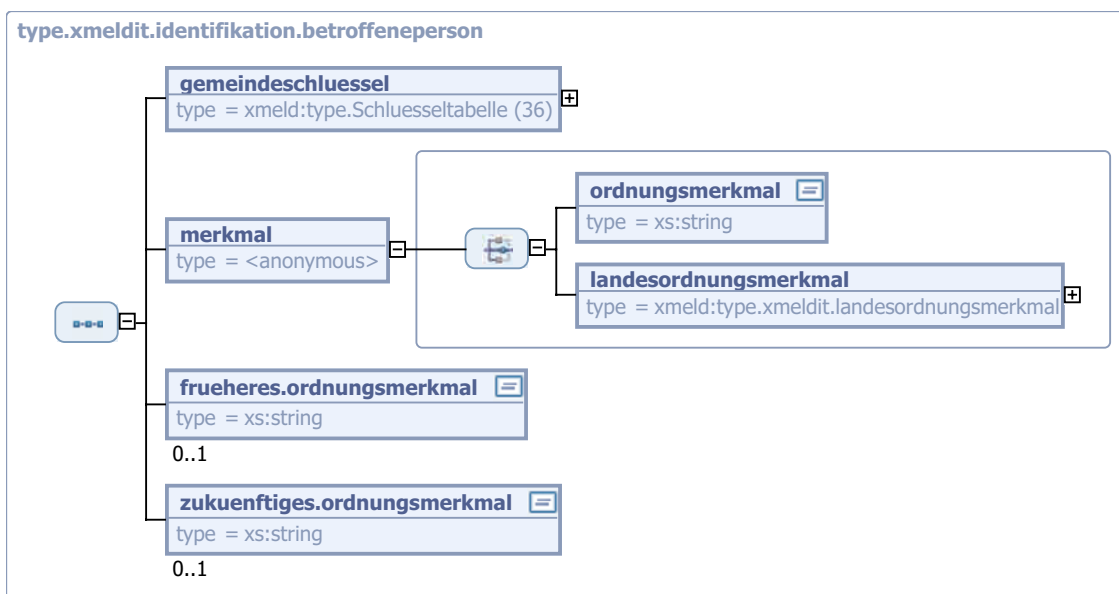 type.xmeldit.identifikation.betroffeneperson
gemeindeschluessel
type = xmeld:type.Schluesseltabelle (36)
merkmal
type = <anonymous>
ordnungsmerkmal
type = xs:string
landesordnungsmerkmal
type = xmeld:type.xmeldit.landesordnungsmerkmal
frueheres.ordnungsmerkmal
type = xs:string
0..1
zukuenftiges.ordnungsmerkmal
type = xs:string
0..1